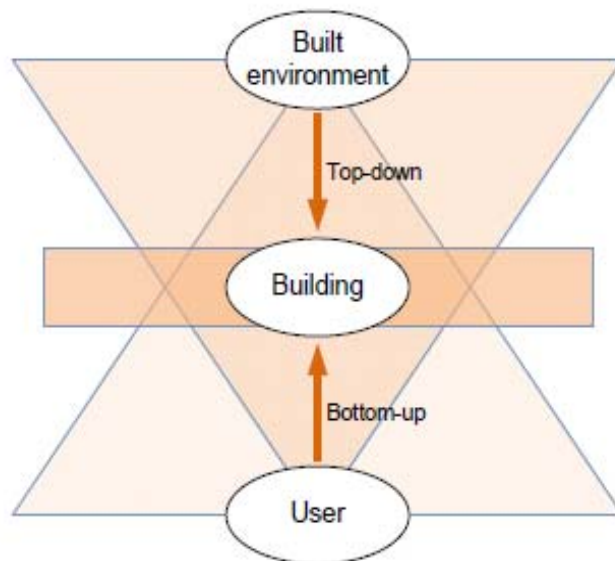 Built
environment
Top-down
Building
Bottom-up
User